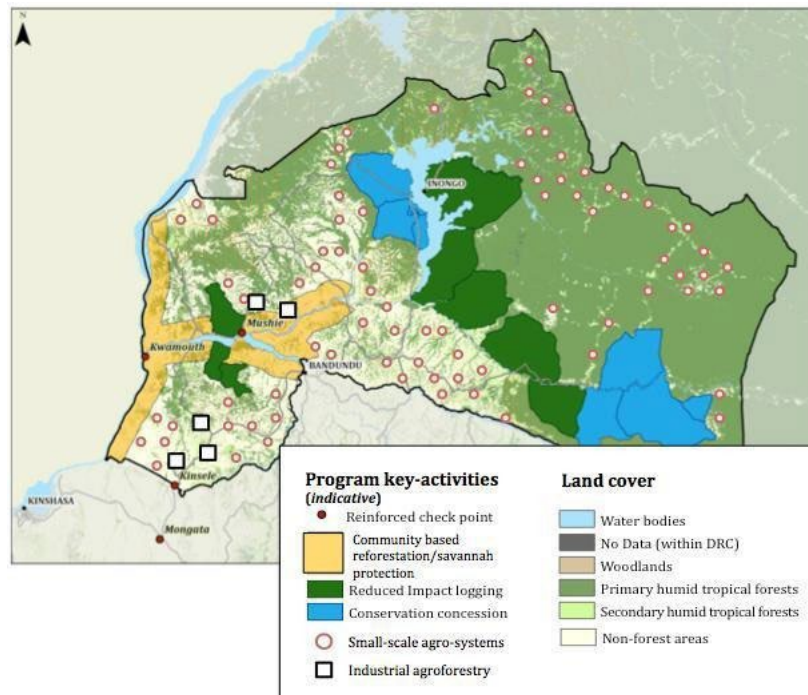 N
INONGO
Mushie
Kwamouth
BANDUNDU
KINSHASA
Kinsele
Mongata
Program key-activities
(indicative)
Reinforced check point
Community based
reforestation/savannah
protection
Reduced Impact logging
Conservation concession
Small-scale agro-systems
Industrial agroforestry
Land cover
Water bodies
No Data (within DRC)
Woodlands
Primary humid tropical forests
Secondary humid tropical forests
Non-forest areas